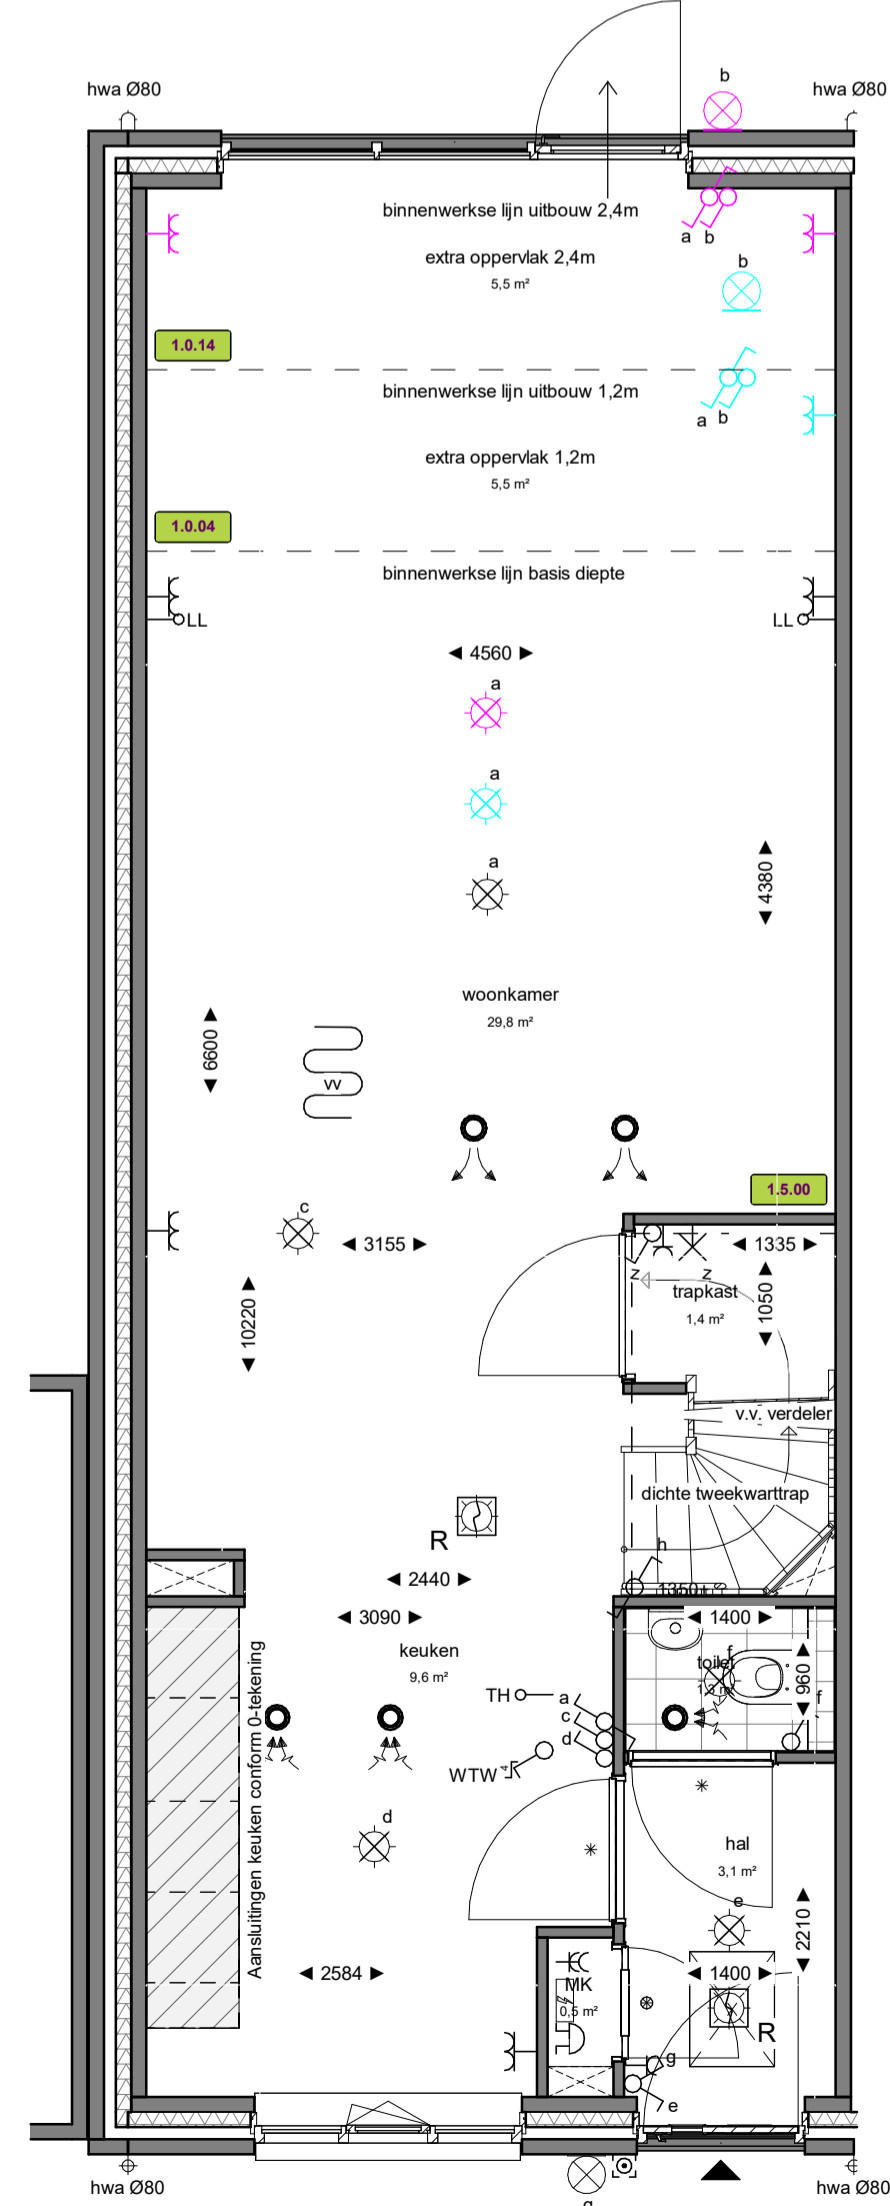 b
hwa Ø80
hwa Ø80
binnenwerkse lijn uitbouw 2,4m
a b
extra oppervlak 2,4m
b
5,5 m²
1.0.14
binnenwerkse lijn uitbouw 1,2m
a b
extra oppervlak 1,2m
5,5 m²
1.0.04
binnenwerkse lijn basis diepte
LL
LL
4560
a
a
a
4380
woonkamer
29,8 m²
6600
vv
1.5.00
c
3155
1335
z
z
trapkast
1,4 m²
1050
10220
v.v. verdeler
dichte tweekwarttrap
R
h
2440
3090
1400
keuken
9,6 m²
f
toilet
960
f
Aansluitingen keuken conform 0-tekening
TH
a
c
d
WTW
d
hal
3,1 m²
e
2210
2584
1400
MK
0,5 m²
R
g
e
hwa Ø80
hwa Ø80